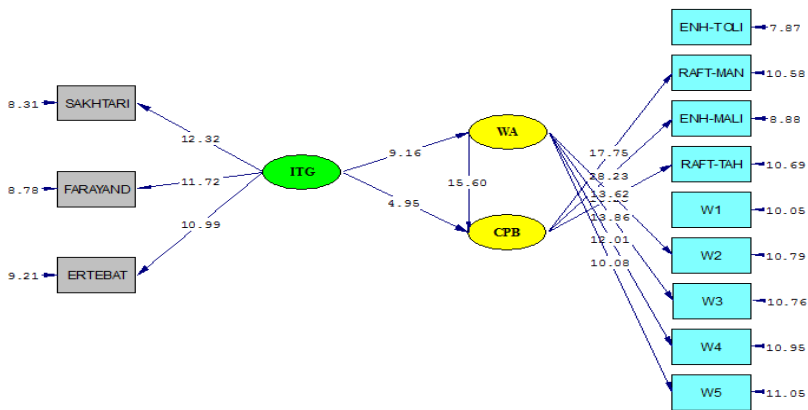 ENH-TOLI
7.87
RAFT-MAN
10.58
8.31
SAKHTARI
ENH-MALI
8.88
12.32
WA
17.75
9.16
RAFT-TAH
10.69
8.78
FARAYAND
11.72
ITG
28.23
13.62
15.60
W1
10.05
4.95
13.86
10.99
CPB
12.01
W2
10.79
10.08
9.21
ERTEBAT
W3
10.76
W4
10.95
W5
11.05